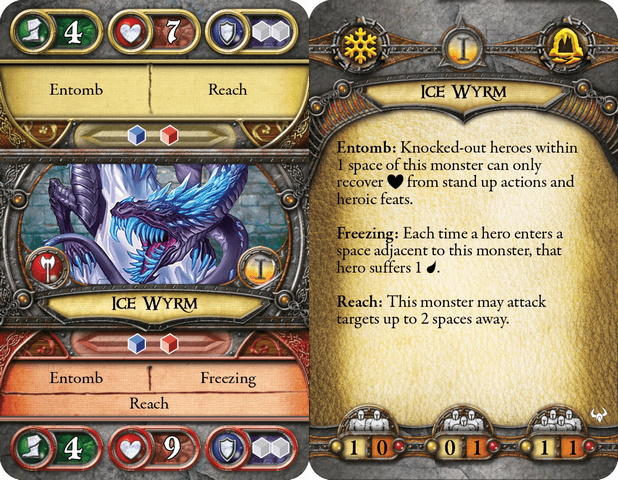 4 7
Entomb Reach
I
ICE WYRM
Entomb Freezing
Reach
4 9
I
ICE WYRM
Entomb: Knocked-out heroes within
1 space of this monster can only
recover from stand up actions and
heroic feats.
Freezing: Each time a hero enters a
space adjacent to this monster, that
hero suffers 1 .
Reach: This monster may attack
targets up to 2 spaces away.
1 0 0 1 1 1